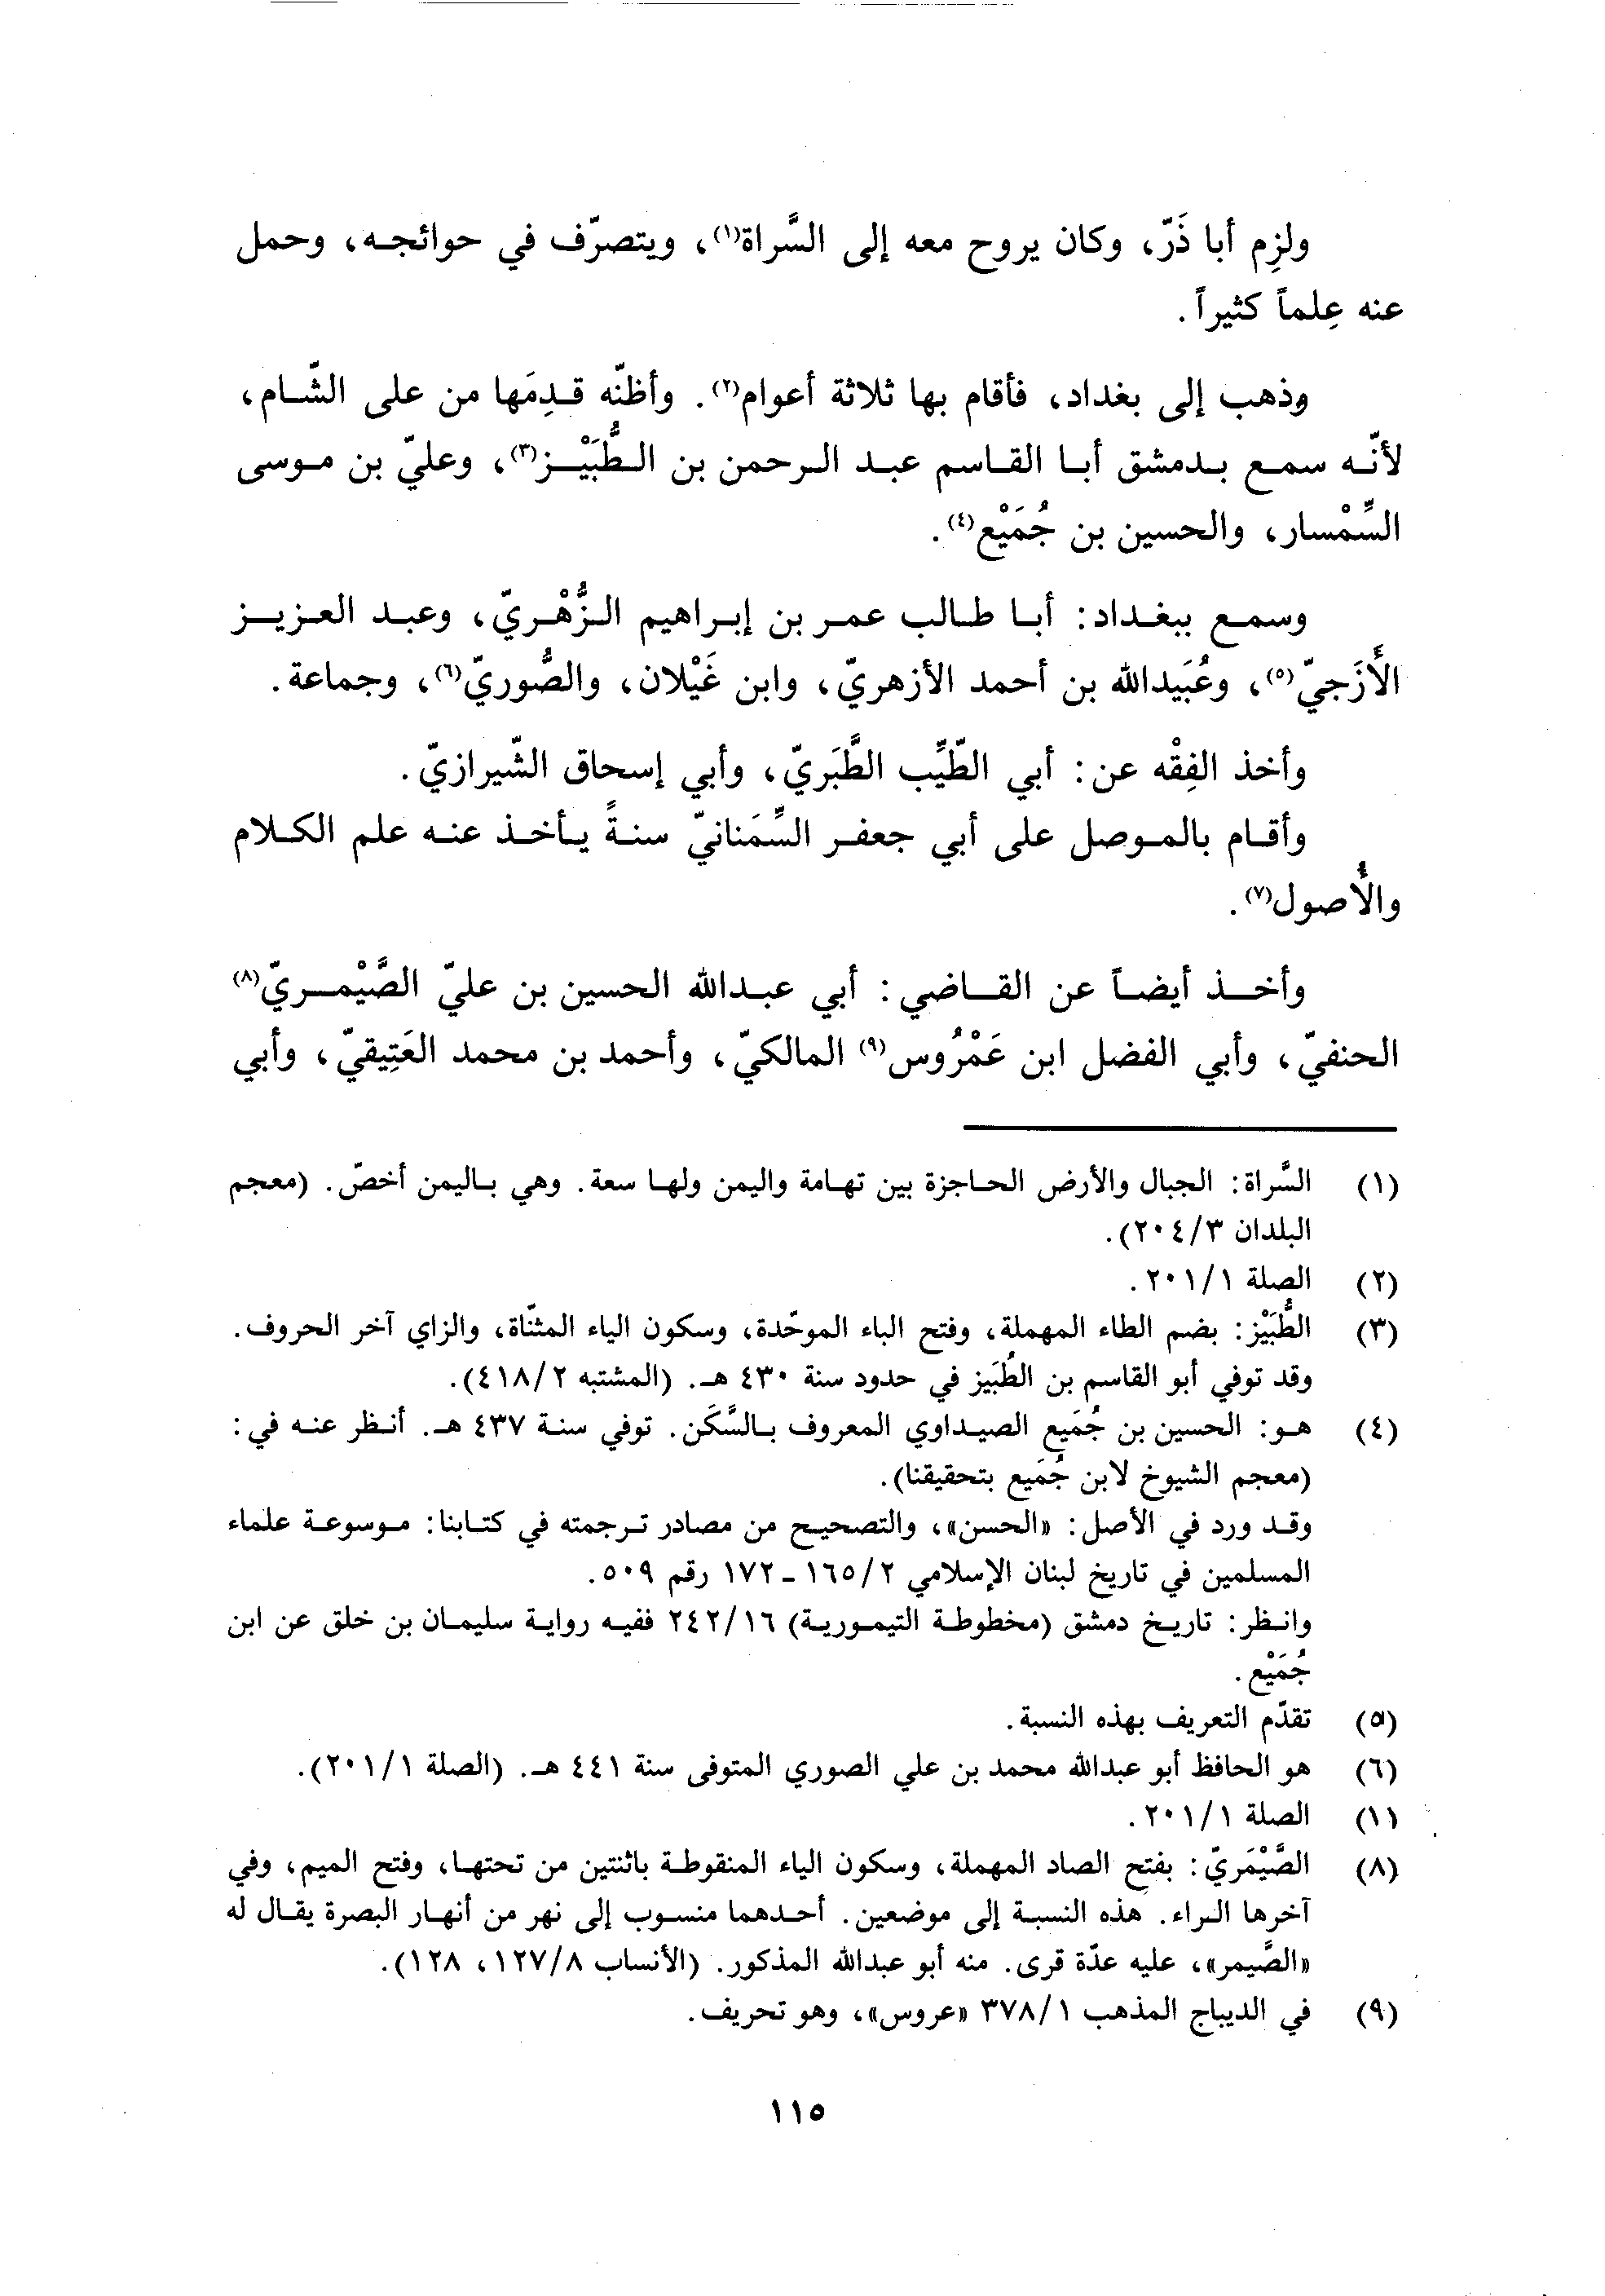 ولزِم أبا ذَرّ، وكان يروح معه إلى السَّراة⁽١⁾، ويتصرّف في حوائجه، وحمل
عنه عِلماً كثيراً.
وذهب إلى بغداد، فأقام بها ثلاثة أعوام⁽٢⁾. وأظنّه قدِمَها من على الشّام،
لأنّه سمع بدمشق أبا القاسم عبد الرحمن بن الطُّبَيْز⁽٣⁾، وعليّ بن موسى
السِّمْسار، والحسين بن جُمَيْع⁽٤⁾.
وسمع ببغداد: أبا طالب عمر بن إبراهيم الزُّهْريّ، وعبد العزيز
الأَزَجيّ⁽٥⁾، وعُبَيدالله بن أحمد الأزهريّ، وابن غَيْلان، والصُّوريّ⁽٦⁾، وجماعة.
وأخذ الفِقْه عن: أبي الطّيِّب الطَّبَريّ، وأبي إسحاق الشّيرازيّ.
وأقام بالموصل على أبي جعفر السِّمَنانيّ سنةً يأخذ عنه علم الكلام
والأُصول⁽٧⁾.
وأخذ أيضاً عن القاضي: أبي عبدالله الحسين بن عليّ الصَّيْمريّ⁽٨⁾
الحنفيّ، وأبي الفضل ابن عَمْرُوس⁽٩⁾ المالكيّ، وأحمد بن محمد العَتِيقيّ، وأبي
(١) السَّراة: الجبال والأرض الحاجزة بين تهامة واليمن ولها سعة. وهي باليمن أخصّ. (معجم
البلدان ٢٠٤/٣).
(٢) الصلة ٢٠١/١.
(٣) الطُّبَيْز: بضم الطاء المهملة، وفتح الباء الموحّدة، وسكون الياء المثنّاة، والزاي آخر الحروف.
وقد توفي أبو القاسم بن الطُبَيز في حدود سنة ٤٣٠ هـ. (المشتبه ٤١٨/٢).
(٤) هو: الحسين بن جُمَيع الصيداوي المعروف بالسَّكَن. توفي سنة ٤٣٧ هـ. أنظر عنه في:
(معجم الشيوخ لابن جُمَيع بتحقيقنا).
وقد ورد في الأصل: «الحسن»، والتصحيح من مصادر ترجمته في كتابنا: موسوعة علماء
المسلمين في تاريخ لبنان الإسلامي ١٦٥/٢ - ١٧٢ رقم ٥٠٩.
وانظر: تاريخ دمشق (مخطوطة التيمورية) ٢٤٢/١٦ ففيه رواية سليمان بن خلق عن ابن
جُمَيْع.
(٥) تقدّم التعريف بهذه النسبة.
(٦) هو الحافظ أبو عبدالله محمد بن علي الصوري المتوفى سنة ٤٤١ هـ. (الصلة ٢٠١/١).
(١١) الصلة ٢٠١/١.
(٨) الصَّيْمَريّ: بفتح الصاد المهملة، وسكون الياء المنقوطة باثنتين من تحتها، وفتح الميم، وفي
آخرها الراء. هذه النسبة إلى موضعين. أحدهما منسوب إلى نهر من أنهار البصرة يقال له
«الصَّيمر»، عليه عدّة قرى. منه أبو عبدالله المذكور. (الأنساب ١٢٧/٨، ١٢٨).
(٩) في الديباج المذهب ٣٧٨/١ «عروس»، وهو تحريف.
١١٥